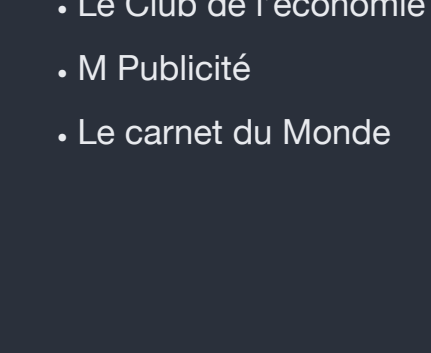 • Le Club de l'économie
• M Publicité
• Le carnet du Monde